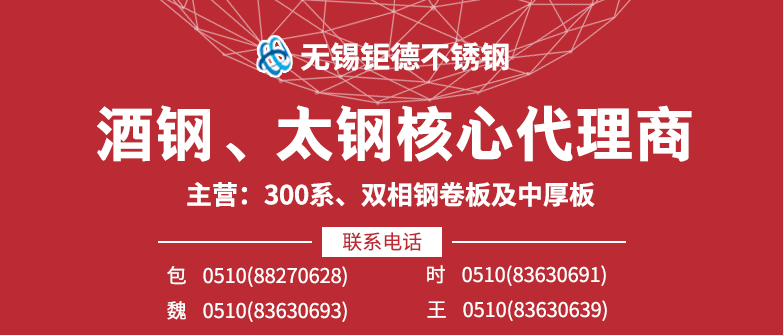 无锡钜德不锈钢
酒钢、太钢核心代理商
主营：300系、双相钢卷板及中厚板
联系电话
包 0510(88270628) 时 0510(83630691)
魏 0510(83630693) 王 0510(83630639)